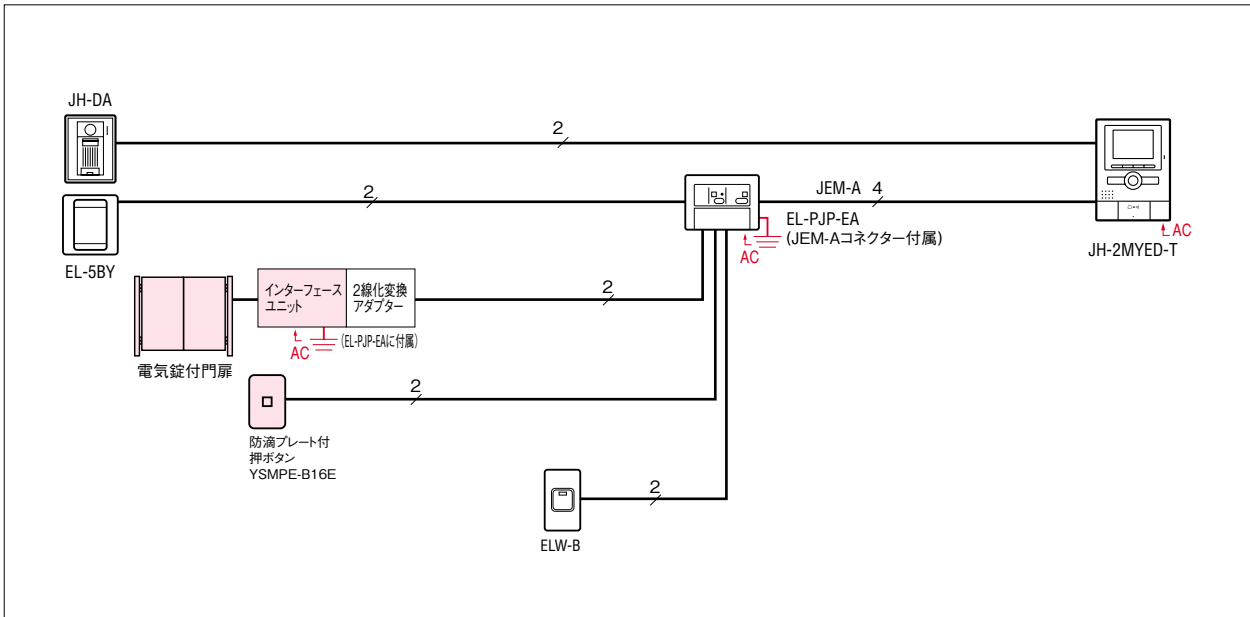 JH-DA
2
EL-5BY
2
JEM-A 4
EL-PJP-EA
(JEM-Aコネクター付属)
AC
AC
JH-2MYED-T
インターフェース
ユニット
2線化変換
アダプター
2
AC
(EL-PJP-EAに付属)
電気錠付門扉
2
防滴プレート付
押ボタン
YSMPE-B16E
2
ELW-B